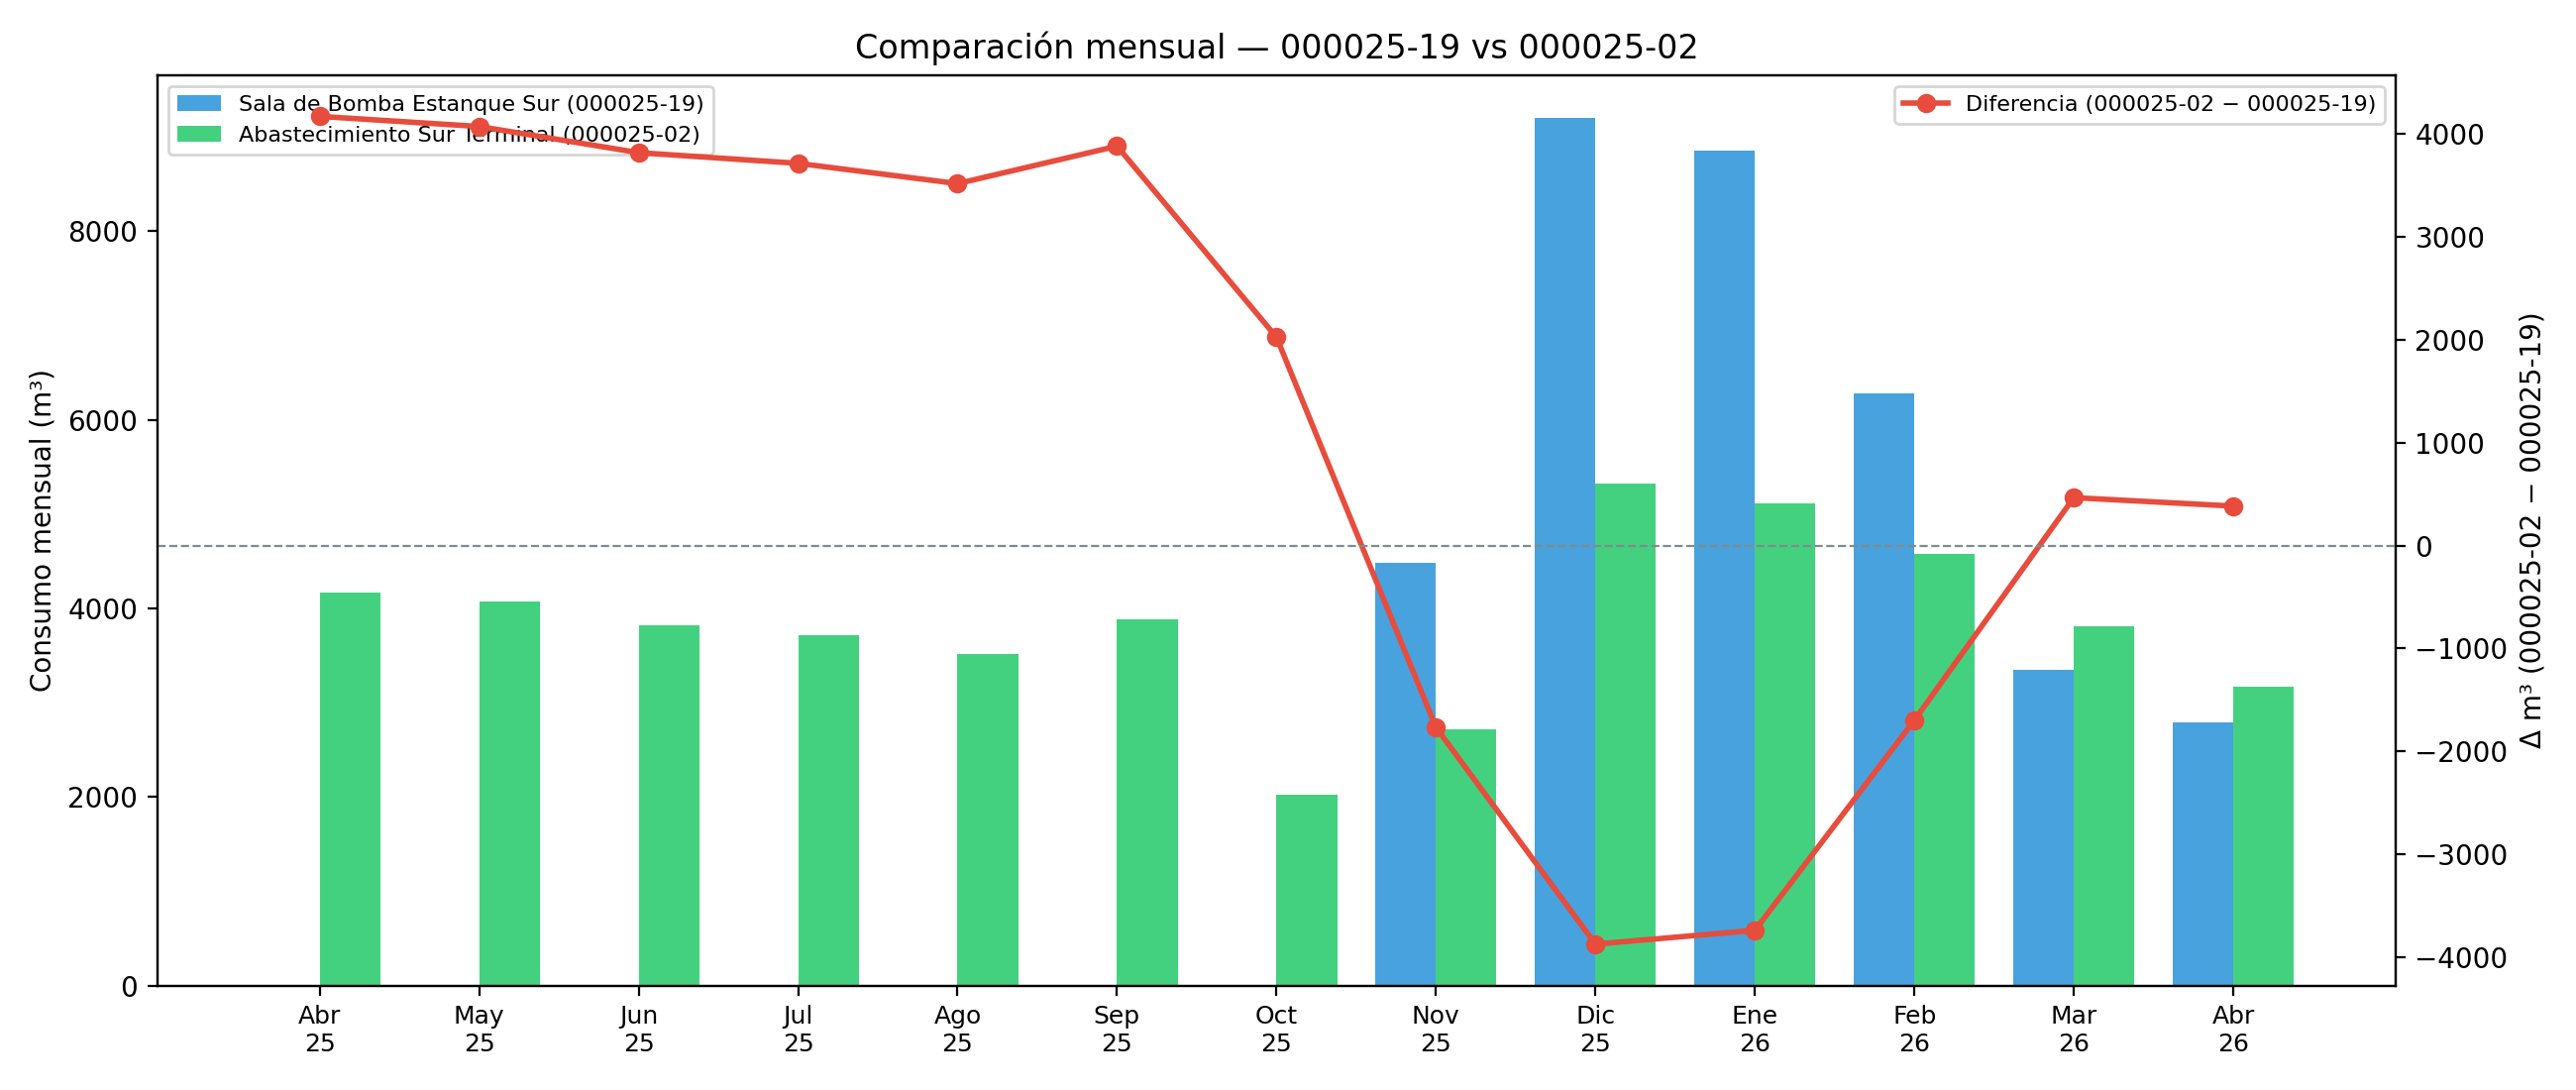 Comparación mensual — 000025-19 vs 000025-02
Sala de Bomba Estanque Sur (000025-19)
Abastecimiento Sur Terminal (000025-02)
Diferencia (000025-02 − 000025-19)
Consumo mensual (m³)
8000
6000
4000
2000
0
4000
3000
2000
1000
0
−1000
−2000
−3000
−4000
Δ m³ (000025-02 − 000025-19)
Abr
25
May
25
Jun
25
Jul
25
Ago
25
Sep
25
Oct
25
Nov
25
Dic
25
Ene
26
Feb
26
Mar
26
Abr
26